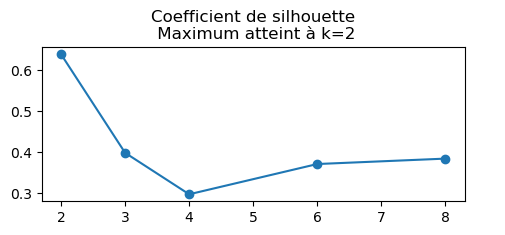 Coefficient de silhouette
Maximum atteint à k=2
0.6
0.5
0.4
0.3
2 3 4 5 6 7 8